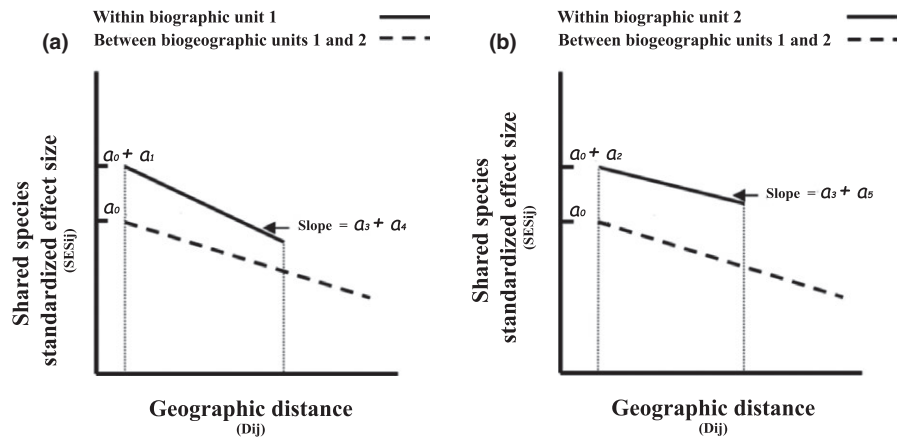 Within biographic unit 1
(a) Between biogeographic units 1 and 2
Shared species
standardized effect size
(SESij)
a₀ + a₁
a₀
Slope = a₃ + a₄
Geographic distance
(Dij)
Within biographic unit 2
(b) Between biogeographic units 1 and 2
Shared species
standardized effect size
(SESij)
a₀ + a₂
a₀
Slope = a₃ + a₅
Geographic distance
(Dij)